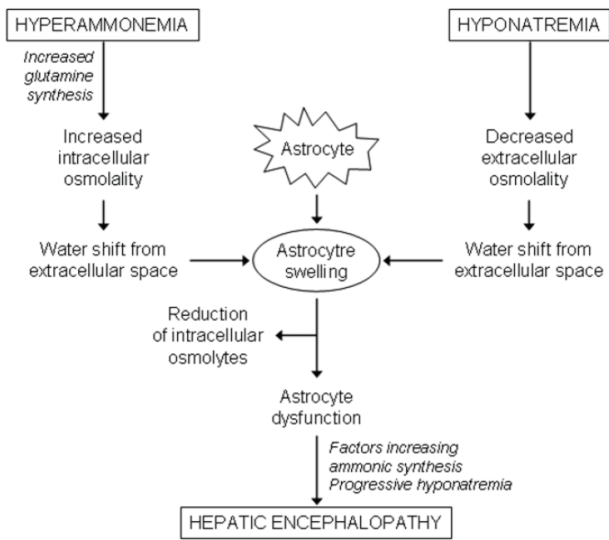 HYPERAMMONEMIA
Increased
glutamine
synthesis
Increased
intracellular
osmolality
Water shift from
extracellular space
HYPONATREMIA
Decreased
extracellular
osmolality
Water shift from
extracellular space
Astrocyte
Astrocytre
swelling
Reduction
of intracellular
osmolytes
Astrocyte
dysfunction
Factors increasing
ammonic synthesis
Progressive hyponatremia
HEPATIC ENCEPHALOPATHY